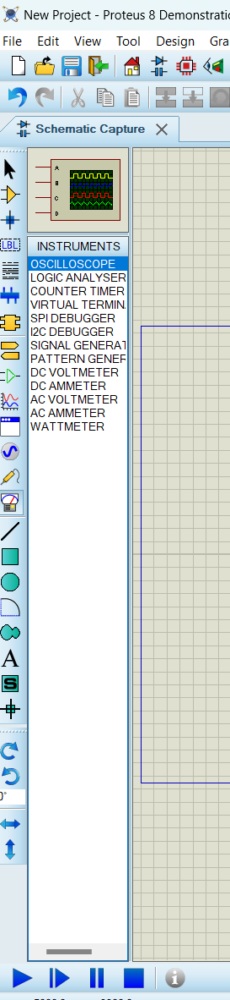 New Project - Proteus 8 Demonstratio
File Edit View Tool Design Gra
Schematic Capture
A
B
C
D
LBL
INSTRUMENTS
OSCILLOSCOPE
LOGIC ANALYSER
COUNTER TIMER
VIRTUAL TERMIN
SPI DEBUGGER
I2C DEBUGGER
SIGNAL GENERAT
PATTERN GENER
DC VOLTMETER
DC AMMETER
AC VOLTMETER
AC AMMETER
WATTMETER
A
S
0°